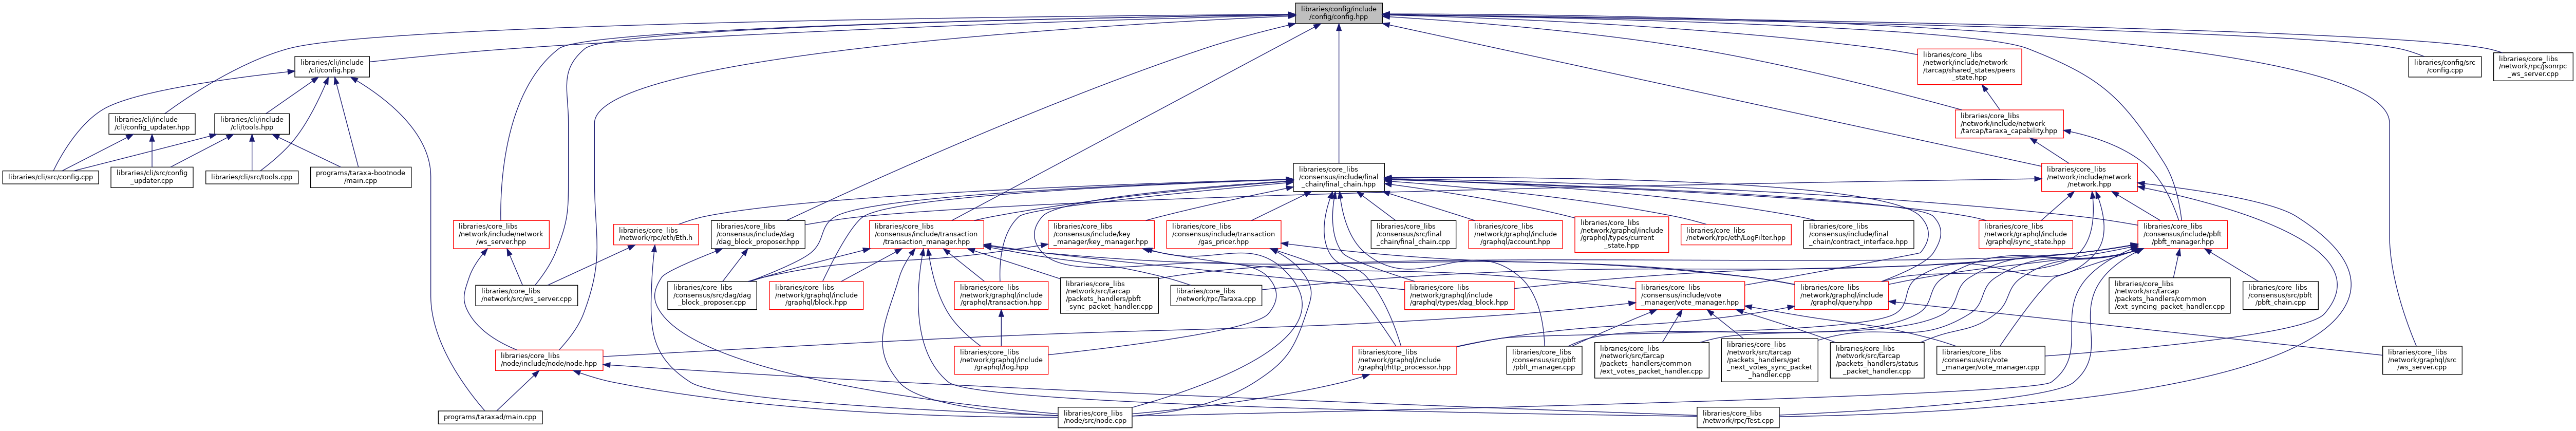 libraries/config/include
/config/config.hpp
libraries/cli/include
/cli/config.hpp
libraries/core_libs
/network/include/network
/tarcap/shared_states/peers
_state.hpp
libraries/config/src
/config.cpp
libraries/core_libs
/network/rpc/jsonrpc
_ws_server.cpp
libraries/cli/include
/cli/config_updater.hpp
libraries/cli/include
/cli/tools.hpp
libraries/core_libs
/network/include/network
/tarcap/taraxa_capability.hpp
libraries/cli/src/config.cpp
libraries/cli/src/config
_updater.cpp
libraries/cli/src/tools.cpp
programs/taraxa-bootnode
/main.cpp
libraries/core_libs
/consensus/include/final
_chain/final_chain.hpp
libraries/core_libs
/network/include/network
/network.hpp
libraries/core_libs
/network/include/network
/ws_server.hpp
libraries/core_libs
/network/rpc/eth/Eth.h
libraries/core_libs
/consensus/include/dag
/dag_block_proposer.hpp
libraries/core_libs
/consensus/include/transaction
/transaction_manager.hpp
libraries/core_libs
/consensus/include/key
_manager/key_manager.hpp
libraries/core_libs
/consensus/include/transaction
/gas_pricer.hpp
libraries/core_libs
/consensus/src/final
_chain/final_chain.cpp
libraries/core_libs
/network/graphql/include
/graphql/account.hpp
libraries/core_libs
/network/graphql/include
/graphql/types/current
_state.hpp
libraries/core_libs
/network/rpc/eth/LogFilter.hpp
libraries/core_libs
/consensus/include/final
_chain/contract_interface.hpp
libraries/core_libs
/network/graphql/include
/graphql/sync_state.hpp
libraries/core_libs
/consensus/include/pbft
/pbft_manager.hpp
libraries/core_libs
/network/src/ws_server.cpp
libraries/core_libs
/consensus/src/dag/dag
_block_proposer.cpp
libraries/core_libs
/network/graphql/include
/graphql/block.hpp
libraries/core_libs
/network/graphql/include
/graphql/transaction.hpp
libraries/core_libs
/network/src/tarcap
/packets_handlers/pbft
_sync_packet_handler.cpp
libraries/core_libs
/network/rpc/Taraxa.cpp
libraries/core_libs
/network/graphql/include
/graphql/types/dag_block.hpp
libraries/core_libs
/consensus/include/vote
_manager/vote_manager.hpp
libraries/core_libs
/network/graphql/include
/graphql/query.hpp
libraries/core_libs
/network/src/tarcap
/packets_handlers/common
/ext_syncing_packet_handler.cpp
libraries/core_libs
/consensus/src/pbft
/pbft_chain.cpp
libraries/core_libs
/node/include/node/node.hpp
libraries/core_libs
/network/graphql/include
/graphql/log.hpp
libraries/core_libs
/network/graphql/include
/graphql/http_processor.hpp
libraries/core_libs
/consensus/src/pbft
/pbft_manager.cpp
libraries/core_libs
/network/src/tarcap
/packets_handlers/common
/ext_votes_packet_handler.cpp
libraries/core_libs
/network/src/tarcap
/packets_handlers/get
_next_votes_sync_packet
_handler.cpp
libraries/core_libs
/network/src/tarcap
/packets_handlers/status
_packet_handler.cpp
libraries/core_libs
/consensus/src/vote
_manager/vote_manager.cpp
libraries/core_libs
/network/graphql/src
/ws_server.cpp
programs/taraxad/main.cpp
libraries/core_libs
/node/src/node.cpp
libraries/core_libs
/network/rpc/Test.cpp